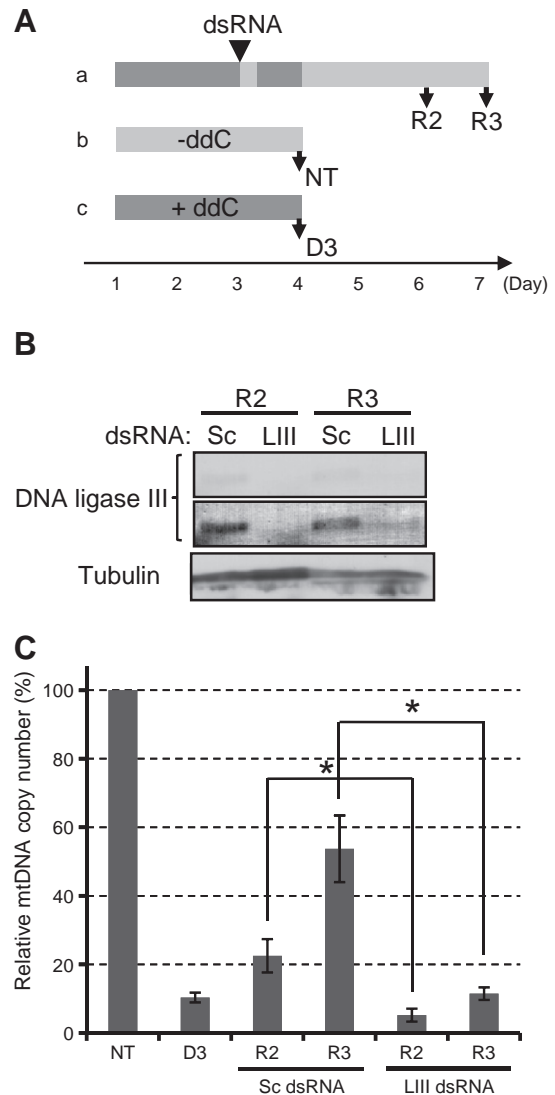 A
dsRNA
a
R2 R3
b -ddC
NT
c + ddC
D3
1 2 3 4 5 6 7 (Day)
B
R2 R3
dsRNA: Sc LIII Sc LIII
DNA ligase III
Tubulin
C
Relative mtDNA copy number (%)
100
80
60
40
20
0
* *
NT D3 R2 R3 R2 R3
Sc dsRNA LIII dsRNA